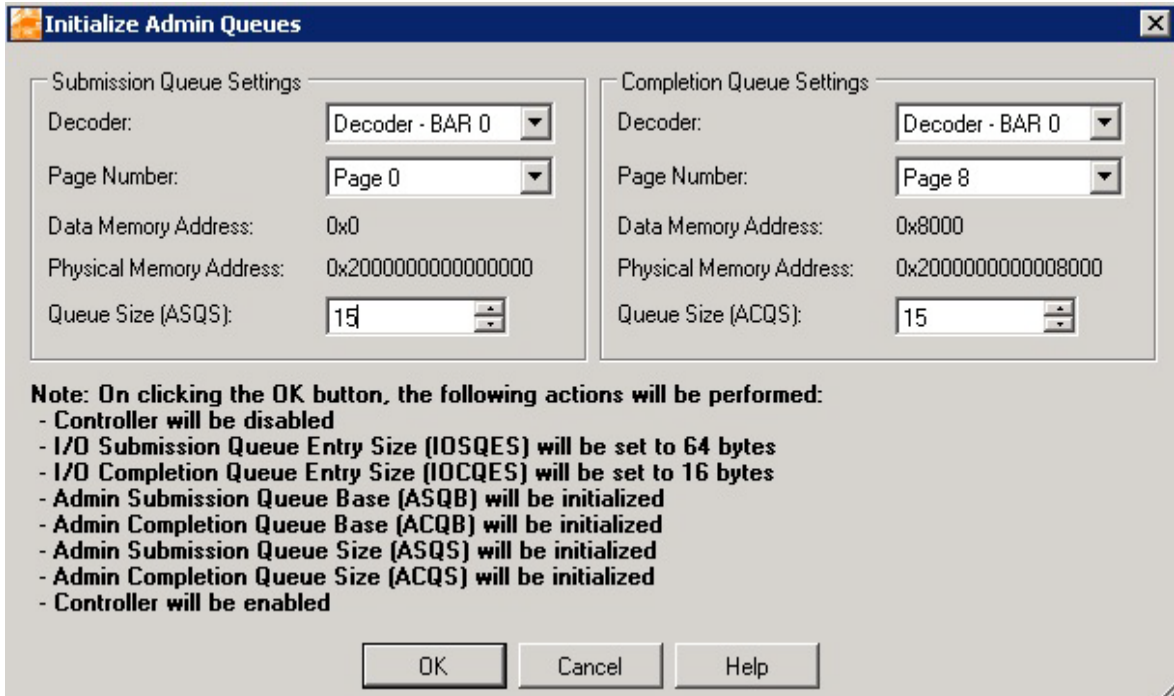 Initialize Admin Queues
Submission Queue Settings
Decoder: Decoder - BAR 0
Page Number: Page 0
Data Memory Address: 0x0
Physical Memory Address: 0x2000000000000000
Queue Size (ASQS): 15
Completion Queue Settings
Decoder: Decoder - BAR 0
Page Number: Page 8
Data Memory Address: 0x8000
Physical Memory Address: 0x2000000000008000
Queue Size (ACQS): 15
Note: On clicking the OK button, the following actions will be performed:
- Controller will be disabled
- I/O Submission Queue Entry Size (IOSQES) will be set to 64 bytes
- I/O Completion Queue Entry Size (IOCQES) will be set to 16 bytes
- Admin Submission Queue Base (ASQB) will be initialized
- Admin Completion Queue Base (ACQB) will be initialized
- Admin Submission Queue Size (ASQS) will be initialized
- Admin Completion Queue Size (ACQS) will be initialized
- Controller will be enabled
OK Cancel Help